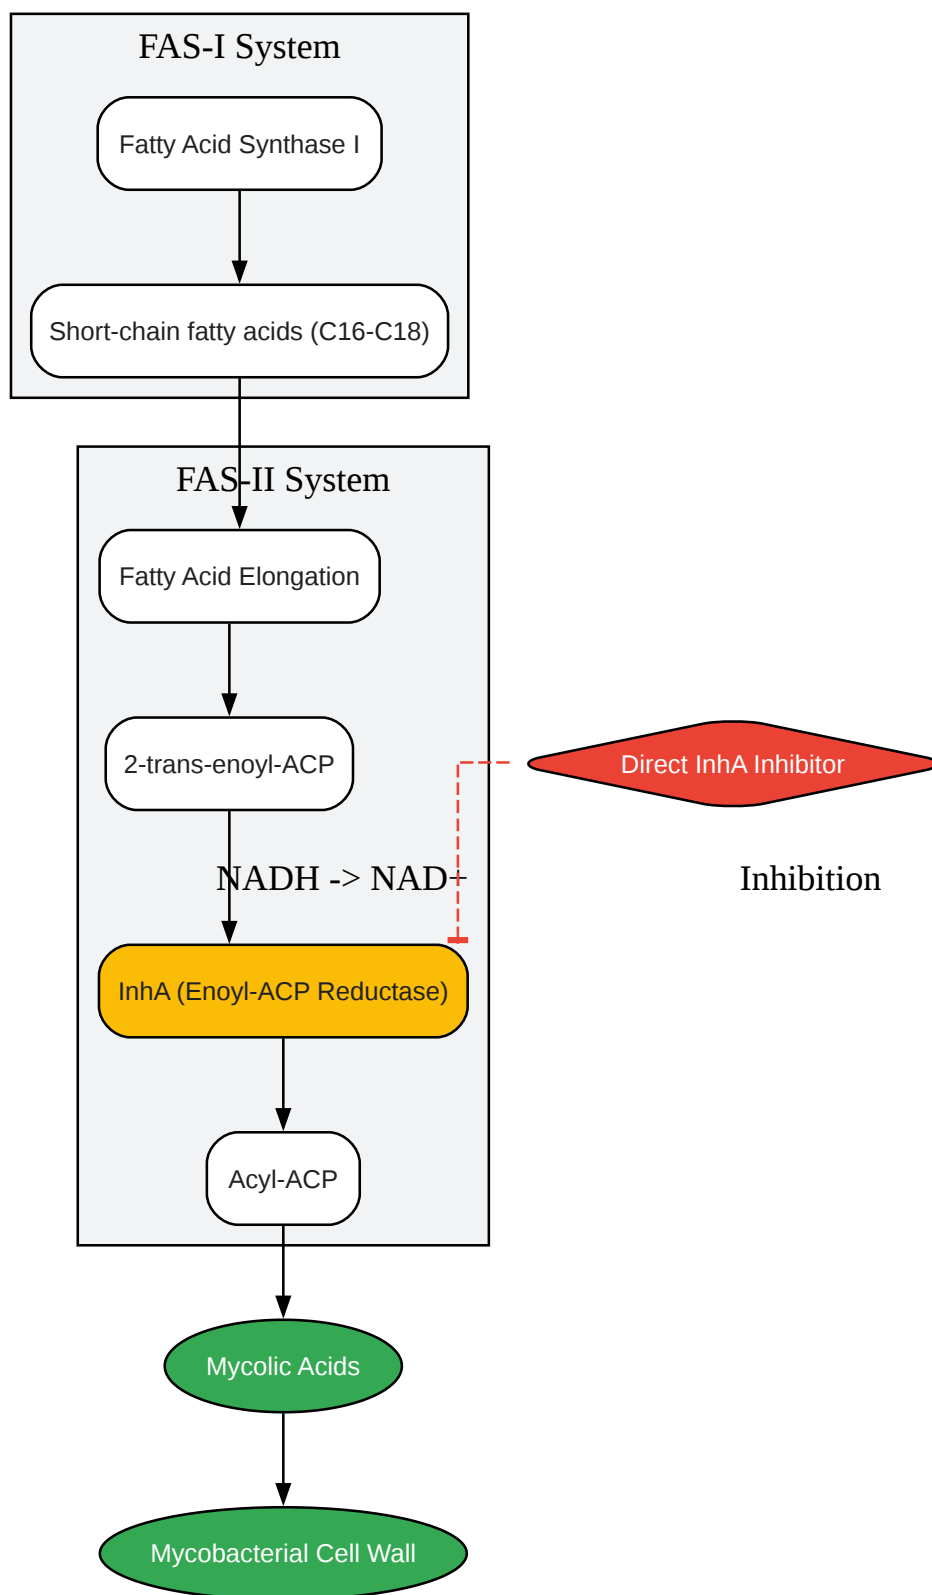 FAS-I System
Fatty Acid Synthase I
Short-chain fatty acids (C16-C18)
FAS-II System
Fatty Acid Elongation
2-trans-enoyl-ACP
Direct InhA Inhibitor
NADH -> NAD+
Inhibition
InhA (Enoyl-ACP Reductase)
Acyl-ACP
Mycolic Acids
Mycobacterial Cell Wall